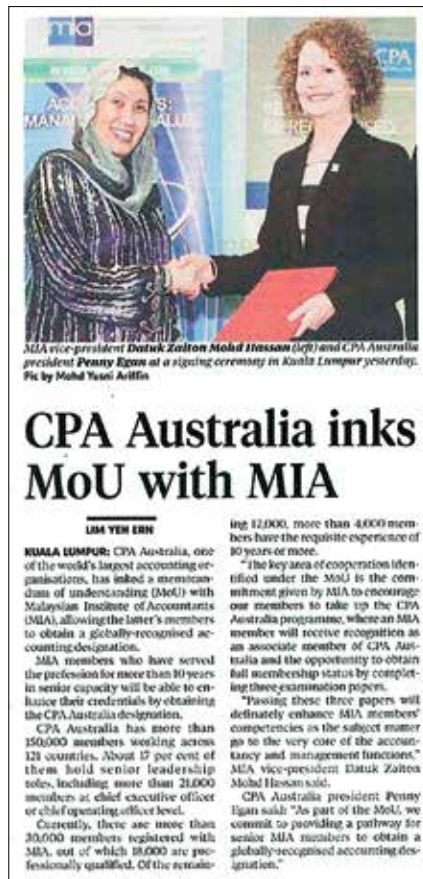 mia
CPA
MIA vice-president Datuk Zaiton Mohd Hassan (left) and CPA Australia
president Penny Egan at a signing ceremony in Kuala Lumpur yesterday.
Pic by Mohd Yusni Ariffin
CPA Australia inks
MoU with MIA
LIM YEH ERN
KUALA LUMPUR: CPA Australia, one
of the world's largest accounting or-
ganisations, has inked a memoran-
dum of understanding (MoU) with
Malaysian Institute of Accountants
(MIA), allowing the latter's members
to obtain a globally-recognised ac-
counting designation.
MIA members who have served
the profession for more than 10 years
in senior capacity will be able to en-
hance their credentials by obtaining
the CPA Australia designation.
CPA Australia has more than
150,000 members working across
121 countries. About 17 per cent of
them hold senior leadership
roles, including more than 21,000
members at chief executive officer
or chief operating officer level.
Currently, there are more than
30,000 members registered with
MIA, out of which 18,000 are pro-
fessionally qualified. Of the remain-
ing 12,000, more than 4,000 mem-
bers have the requisite experience of
10 years or more.
"The key area of cooperation iden-
tified under the MoU is the com-
mitment given by MIA to encourage
our members to take up the CPA
Australia programme, where an MIA
member will receive recognition as
an associate member of CPA Aus-
tralia and the opportunity to obtain
full membership status by complet-
ing three examination papers.
"Passing these three papers will
definately enhance MIA members'
competencies as the subject matter
go to the very core of the accoun-
tancy and management functions,"
MIA vice-president Datuk Zaiton
Mohd Hassan said.
CPA Australia president Penny
Egan said: "As part of the MoU, we
commit to providing a pathway for
senior MIA members to obtain a
globally-recognised accounting des-
ignation."